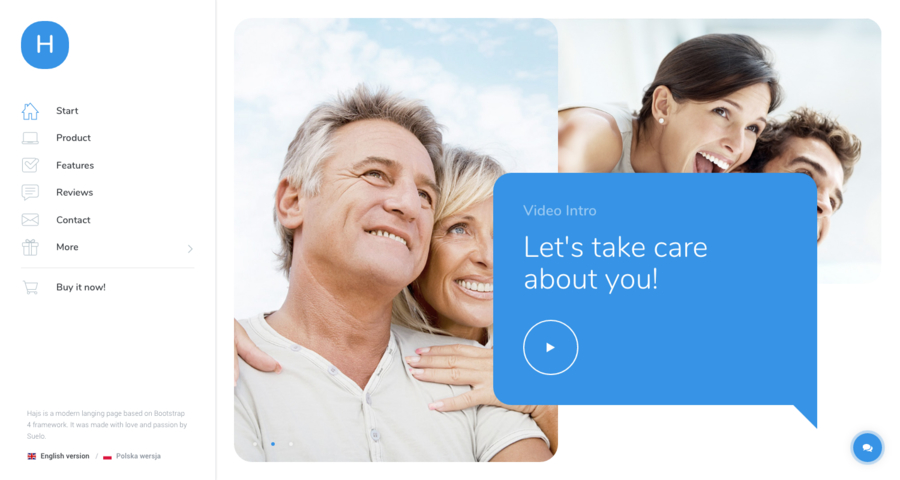 H
Start
Product
Features
Reviews
Contact
More
Buy it now!
Hajs is a modern langing page based on Bootstrap
4 framework. It was made with love and passion by
Suelo.
English version / Polska wersja
Video Intro
Let's take care
about you!